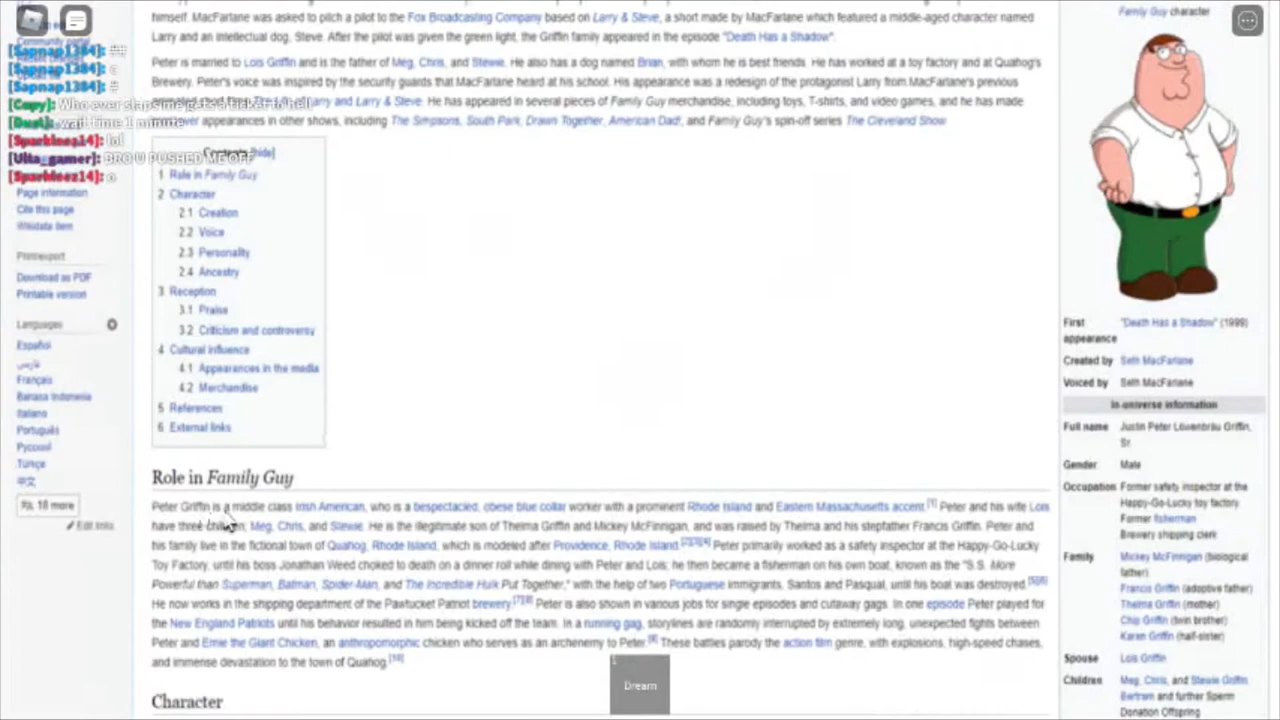 himself. MacFarlane was asked to pitch a pilot to the Fox Broadcasting Company based on Larry & Steve, a short made by MacFarlane which featured a middle-aged character named
Larry and an intellectual dog, Steve. After the pilot was given the green light, the Griffin family appeared in the episode "Death Has a Shadow".
Peter is married to Lois Griffin and is the father of Meg, Chris, and Stewie. He also has a dog named Brian, with whom he is best friends. He has worked at a toy factory and at Quahog's
Brewery. Peter's voice was inspired by the security guards that MacFarlane heard at his school. His appearance was a redesign of the protagonist Larry from MacFarlane's previous
Larry and Larry & Steve. He has appeared in several pieces of Family Guy merchandise, including toys, T-shirts, and video games, and he has made
appearances in other shows, including The Simpsons, South Park, Drawn Together, American Dad!, and Family Guy's spin-off series The Cleveland Show.
Community portal
[Sapnap1384]:
[Sapnap1384]: c
[Sapnap1384]:
[Copy]: Who ever slaps me gets a ticket to hell
[Duet]: wait time 1 minute
[Sparkleez14]: lol
[Ulta_gamer]: BRO U PUSHED ME OFF
[Sparkleez14]: o
Page information
Cite this page
Wikidata item
Print/export
Download as PDF
Printable version
Languages
Español
فارسی
Français
Bahasa Indonesia
Italiano
Português
Русский
Türkçe
中文
18 more
Edit links
Contents [hide]
1 Role in Family Guy
2 Character
2.1 Creation
2.2 Voice
2.3 Personality
2.4 Ancestry
3 Reception
3.1 Praise
3.2 Criticism and controversy
4 Cultural influence
4.1 Appearances in the media
4.2 Merchandise
5 References
6 External links
Role in Family Guy
Peter Griffin is a middle class Irish American, who is a bespectacled, obese blue collar worker with a prominent Rhode Island and Eastern Massachusetts accent.[1] Peter and his wife Lois
have three children, Meg, Chris, and Stewie. He is the illegitimate son of Thelma Griffin and Mickey McFinnigan, and was raised by Thelma and his stepfather Francis Griffin. Peter and
his family live in the fictional town of Quahog, Rhode Island, which is modeled after Providence, Rhode Island.[2][3][4] Peter primarily worked as a safety inspector at the Happy-Go-Lucky
Toy Factory, until his boss Jonathan Weed choked to death on a dinner roll while dining with Peter and Lois; he then became a fisherman on his own boat, known as the "S.S. More
Powerful than Superman, Batman, Spider-Man, and The Incredible Hulk Put Together," with the help of two Portuguese immigrants, Santos and Pasqual, until his boat was destroyed.[5][6]
He now works in the shipping department of the Pawtucket Patriot brewery.[7][8] Peter is also shown in various jobs for single episodes and cutaway gags. In one episode Peter played for
the New England Patriots until his behavior resulted in him being kicked off the team. In a running gag, storylines are randomly interrupted by extremely long, unexpected fights between
Peter and Ernie the Giant Chicken, an anthropomorphic chicken who serves as an archenemy to Peter.[9] These battles parody the action film genre, with explosions, high-speed chases,
and immense devastation to the town of Quahog.[10]
Character
1
Dream
Family Guy character
First appearance "Death Has a Shadow" (1999)
Created by Seth MacFarlane
Voiced by Seth MacFarlane
In-universe information
Full name Justin Peter Löwenbräu Griffin,
Sr.
Gender Male
Occupation Former safety inspector at the
Happy-Go-Lucky toy factory
Former fisherman
Brewery shipping clerk
Family Mickey McFinnigan (biological
father)
Francis Griffin (adoptive father)
Thelma Griffin (mother)
Chip Griffin (twin brother)
Karen Griffin (half-sister)
Spouse Lois Griffin
Children Meg, Chris, and Stewie Griffin
Bertram and further Sperm
Donation Offspring